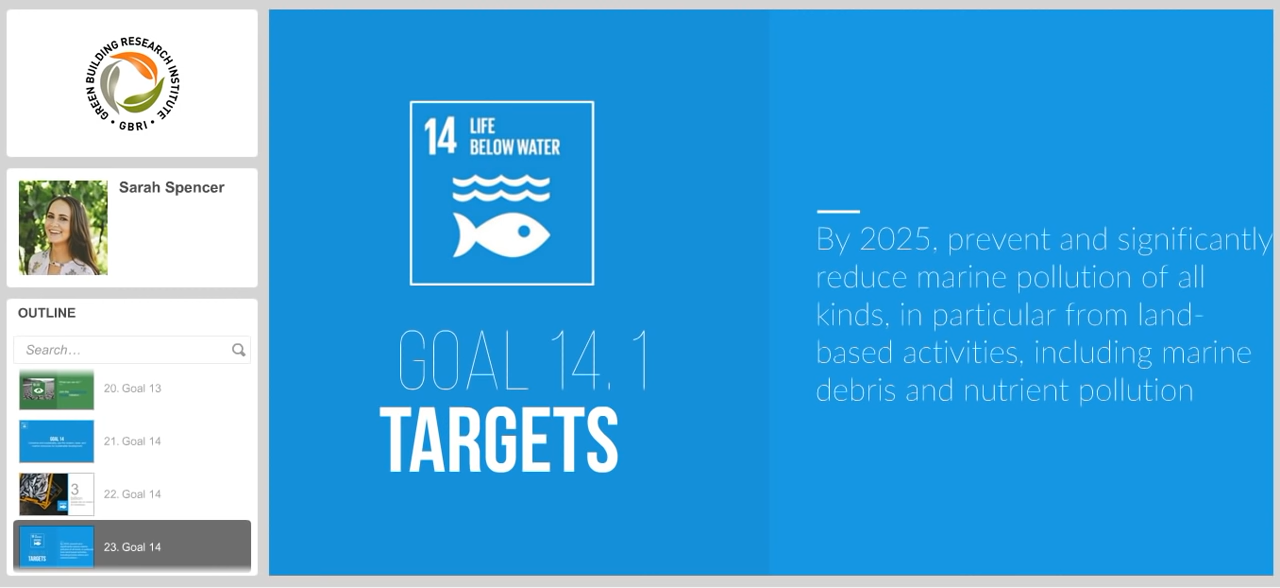 GREEN BUILDING RESEARCH INSTITUTE
• GBRI •
Sarah Spencer
OUTLINE
Search...
20. Goal 13
21. Goal 14
22. Goal 14
3
23. Goal 14
TARGETS
14 LIFE
BELOW WATER
GOAL 14.1
TARGETS
By 2025, prevent and significantly
reduce marine pollution of all
kinds, in particular from land-
based activities, including marine
debris and nutrient pollution